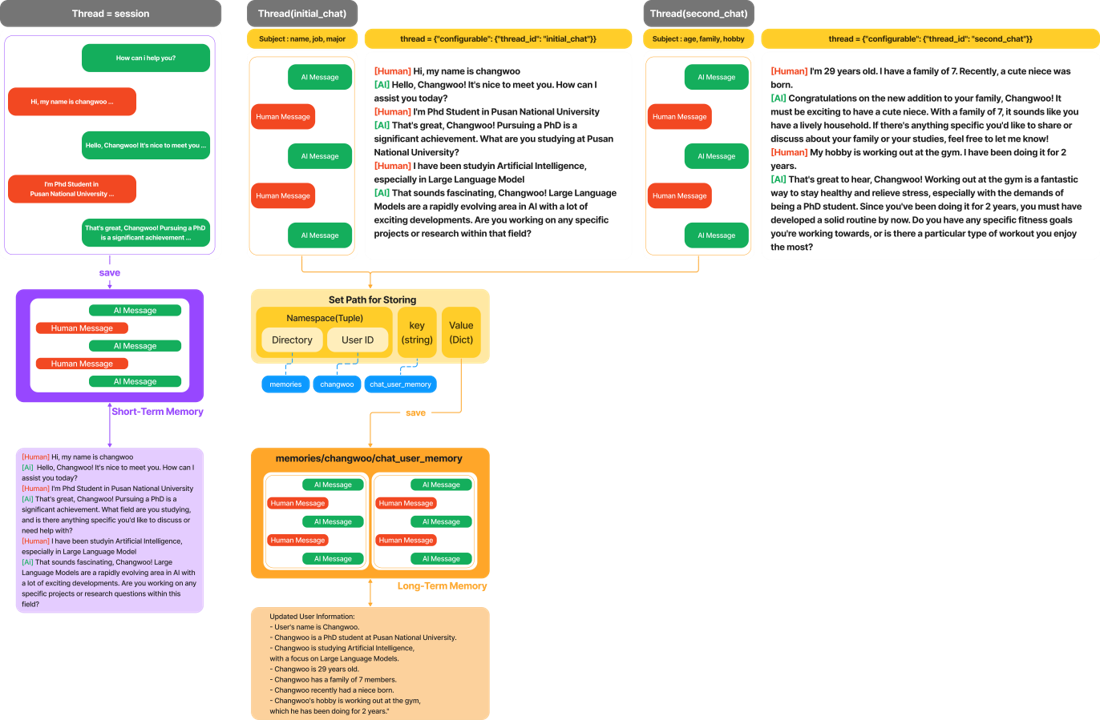 Thread = session
How can i help you?
Hi, my name is changwoo ...
Hello, Changwoo! It's nice to meet you ...
I'm Phd Student in
Pusan National University ...
That's great, Changwoo! Pursuing a PhD
is a significant achievement ...
save
AI Message
Human Message
AI Message
Human Message
AI Message
Short-Term Memory
[Human] Hi, my name is changwoo
[AI] Hello, Changwoo! It's nice to meet you. How can I
assist you today?
[Human] I'm Phd Student in Pusan National University
[AI] That's great, Changwoo! Pursuing a PhD is a
significant achievement. What field are you studying,
and is there anything specific you'd like to discuss or
need help with?
[Human] I have been studyin Artificial Intelligence,
especially in Large Language Model
[AI] That sounds fascinating, Changwoo! Large
Language Models are a rapidly evolving area in AI with
a lot of exciting developments. Are you working on any
specific projects or research questions within this
field?
Thread(initial_chat)
Subject : name, job, major
thread = {"configurable": {"thread_id": "initial_chat"}}
AI Message
Human Message
AI Message
Human Message
AI Message
[Human] Hi, my name is changwoo
[AI] Hello, Changwoo! It's nice to meet you. How can I
assist you today?
[Human] I'm Phd Student in Pusan National University
[AI] That's great, Changwoo! Pursuing a PhD is a
significant achievement. What are you studying at Pusan
National University?
[Human] I have been studyin Artificial Intelligence,
especially in Large Language Model
[AI] That sounds fascinating, Changwoo! Large Language
Models are a rapidly evolving area in AI with a lot of
exciting developments. Are you working on any specific
projects or research within that field?
Thread(second_chat)
Subject : age, family, hobby
thread = {"configurable": {"thread_id": "second_chat"}}
AI Message
Human Message
AI Message
Human Message
AI Message
[Human] I'm 29 years old. I have a family of 7. Recently, a cute niece was
born.
[AI] Congratulations on the new addition to your family, Changwoo! It
must be exciting to have a cute niece. With a family of 7, it sounds like you
have a lively household. If there's anything specific you'd like to share or
discuss about your family or your studies, feel free to let me know!
[Human] My hobby is working out at the gym. I have been doing it for 2
years.
[AI] That's great to hear, Changwoo! Working out at the gym is a fantastic
way to stay healthy and relieve stress, especially with the demands of
being a PhD student. Since you've been doing it for 2 years, you must have
developed a solid routine by now. Do you have any specific fitness goals
you're working towards, or is there a particular type of workout you enjoy
the most?
Set Path for Storing
Namespace(Tuple)
Directory
User ID
key
(string)
Value
(Dict)
memories
changwoo
chat_user_memory
save
memories/changwoo/chat_user_memory
AI Message
Human Message
AI Message
Human Message
AI Message
AI Message
Human Message
AI Message
Human Message
AI Message
Long-Term Memory
Updated User Information:
- User's name is Changwoo.
- Changwoo is a PhD student at Pusan National University.
- Changwoo is studying Artificial Intelligence,
with a focus on Large Language Models.
- Changwoo is 29 years old.
- Changwoo has a family of 7 members.
- Changwoo recently had a niece born.
- Changwoo's hobby is working out at the gym,
which he has been doing for 2 years."